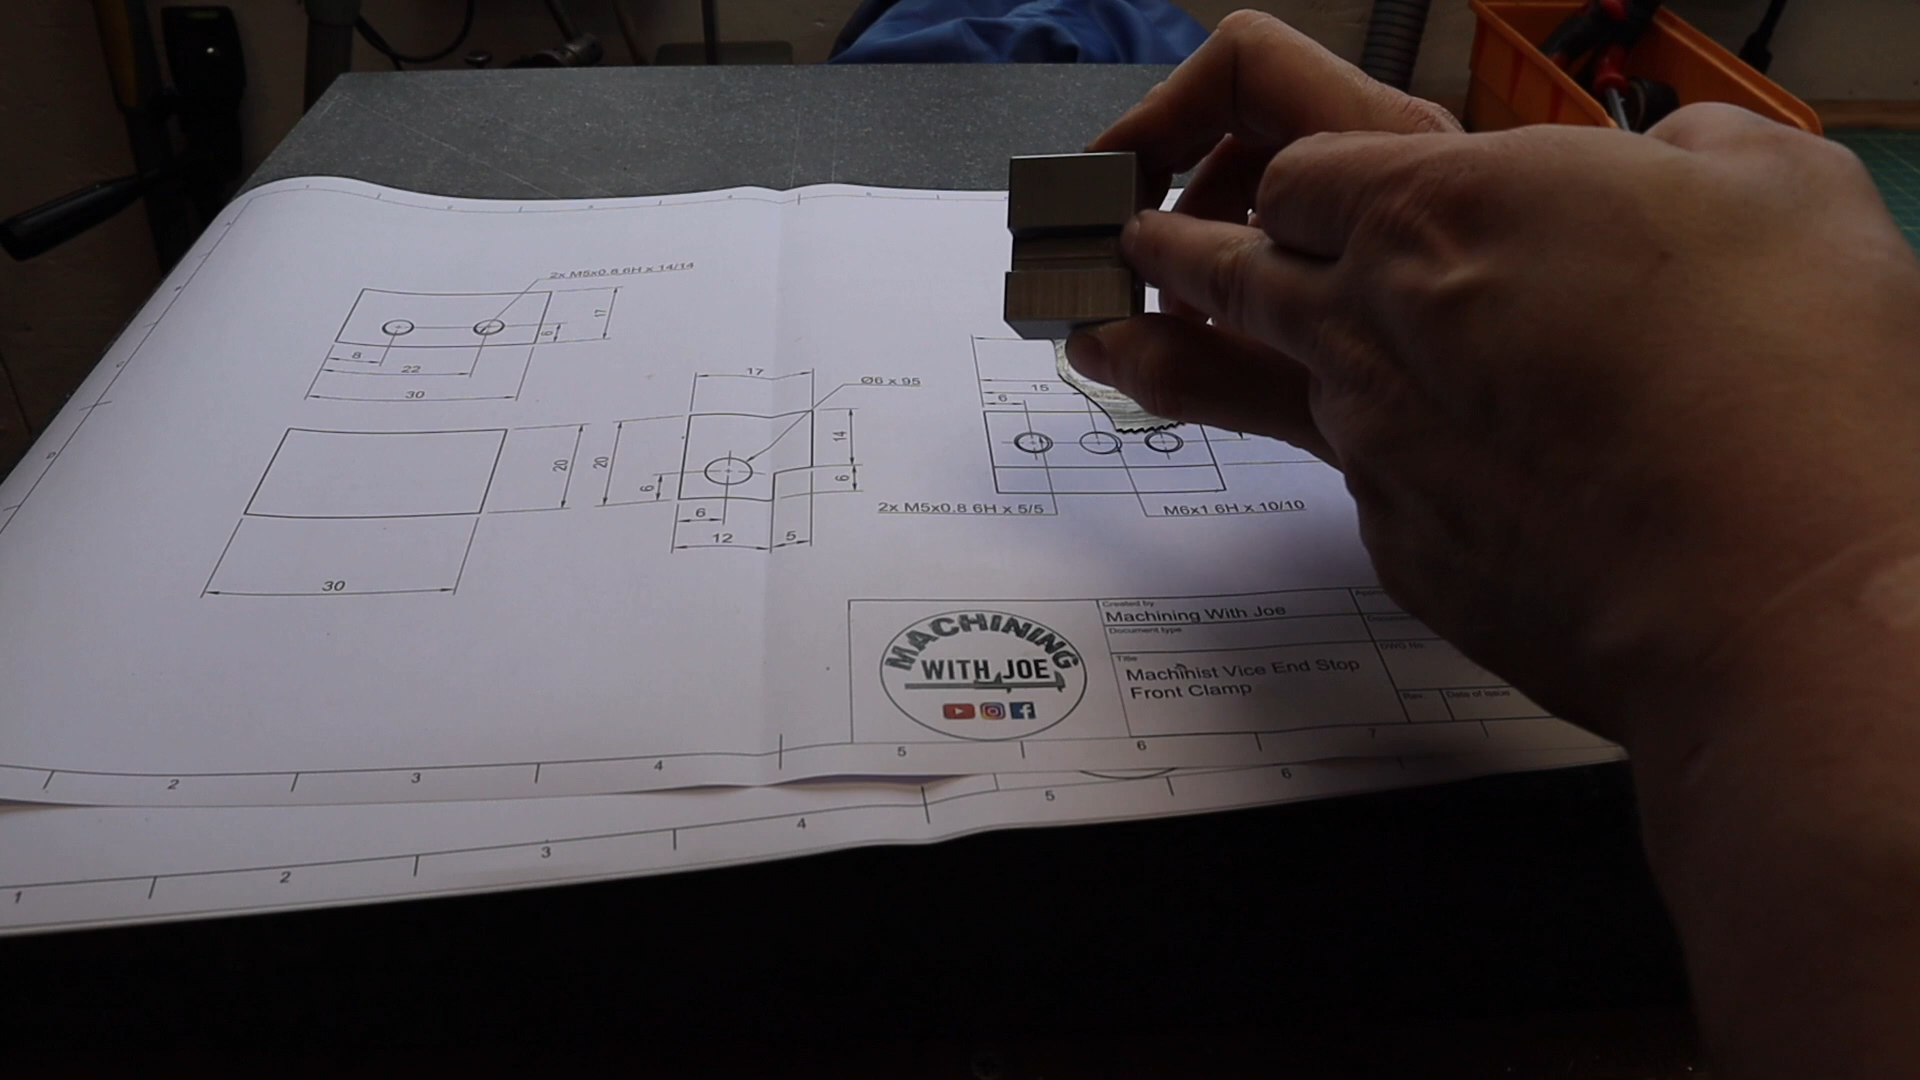 2x M5x0.8 6H x 14/14
17
6
8
22
30
17
Ø6 x 95
14
20
20
6
6
6
12
5
30
15
6
2x M5x0.8 6H x 5/5
M6x1 6H x 10/10
MACHINING
WITH JOE
Created by
Machining With Joe
Document type
Title
Machinist Vice End Stop
Front Clamp
DWG No.
Rev.
Date of issue
2
3
4
5
6
7
1
2
3
4
5
6